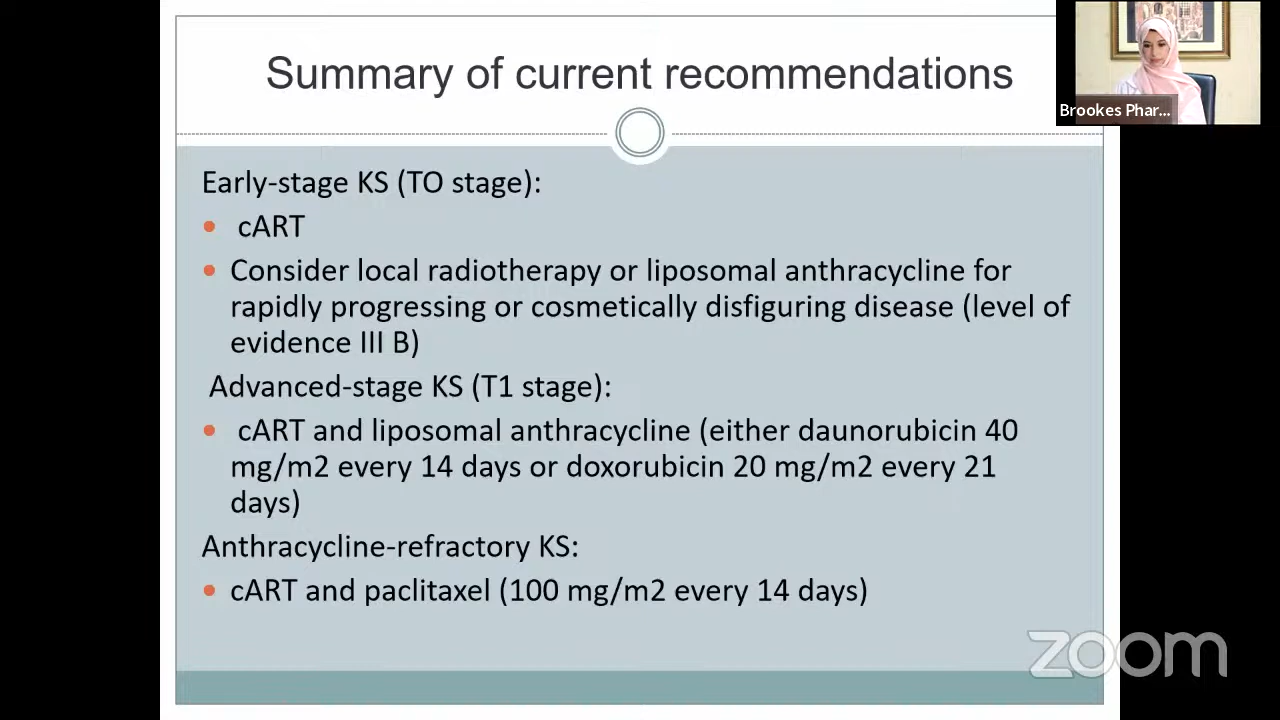 Summary of current recommendations
Brookes Phar...
Early-stage KS (TO stage):
• cART
• Consider local radiotherapy or liposomal anthracycline for
rapidly progressing or cosmetically disfiguring disease (level of
evidence III B)
Advanced-stage KS (T1 stage):
• cART and liposomal anthracycline (either daunorubicin 40
mg/m2 every 14 days or doxorubicin 20 mg/m2 every 21
days)
Anthracycline-refractory KS:
• cART and paclitaxel (100 mg/m2 every 14 days)
zoom